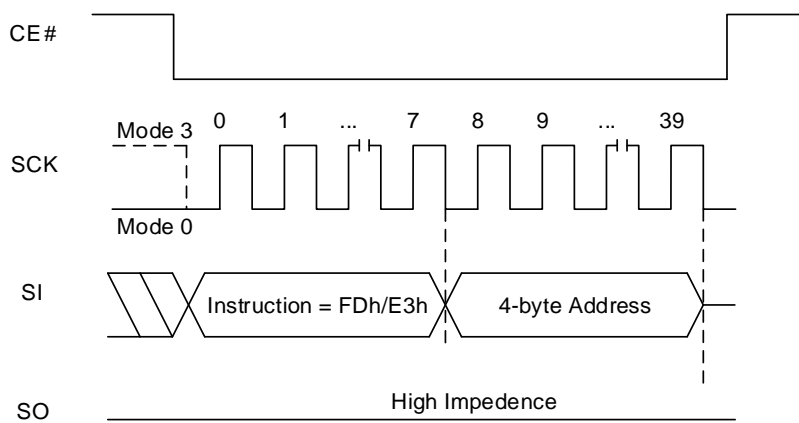 CE#
0 1 ... 7 8 9 ... 39
Mode 3
SCK
Mode 0
SI
Instruction = FDh/E3h
4-byte Address
High Impedence
SO